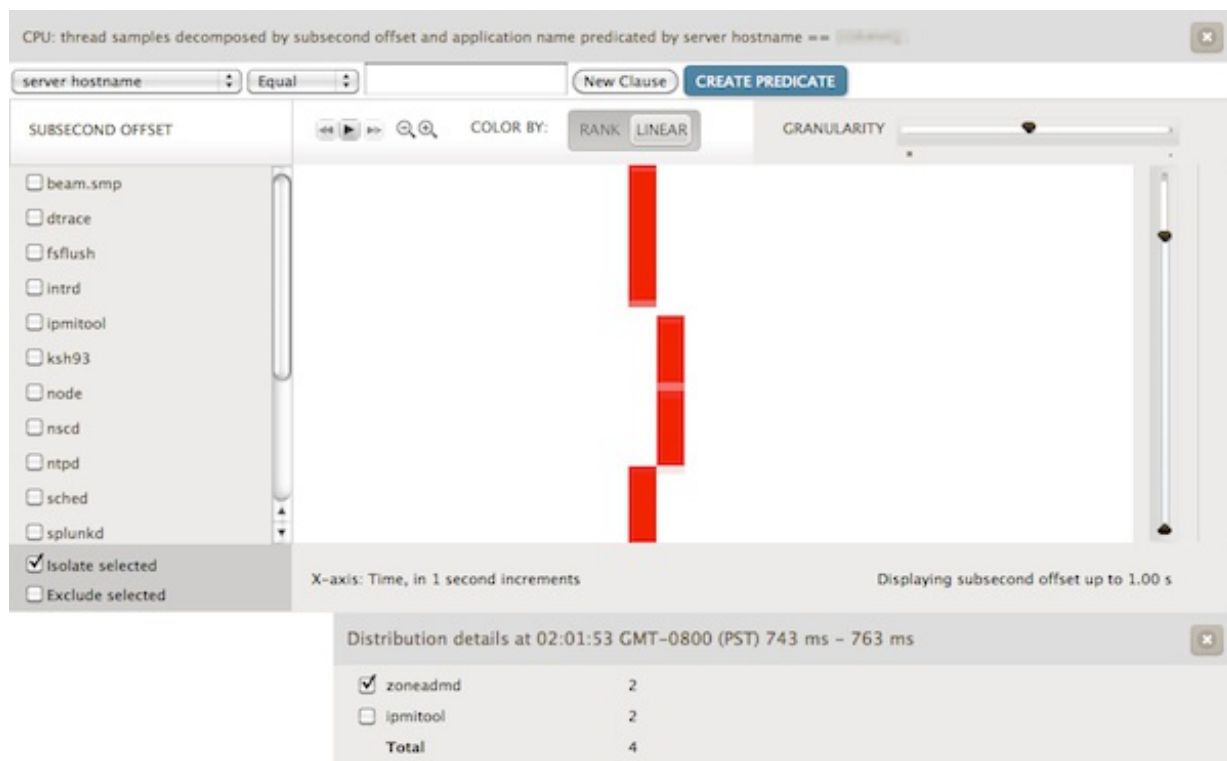 CPU: thread samples decomposed by subsecond offset and application name predicated by server hostname ==
server hostname Equal New Clause CREATE PREDICATE
SUBSECOND OFFSET COLOR BY: RANK LINEAR GRANULARITY
beam.smp
dtrace
fsflush
intrd
ipmitool
ksh93
node
nscd
ntpd
sched
splunkd
Isolate selected
Exclude selected
X-axis: Time, in 1 second increments
Displaying subsecond offset up to 1.00 s
Distribution details at 02:01:53 GMT-0800 (PST) 743 ms - 763 ms
zoneadmd 2
ipmitool 2
Total 4